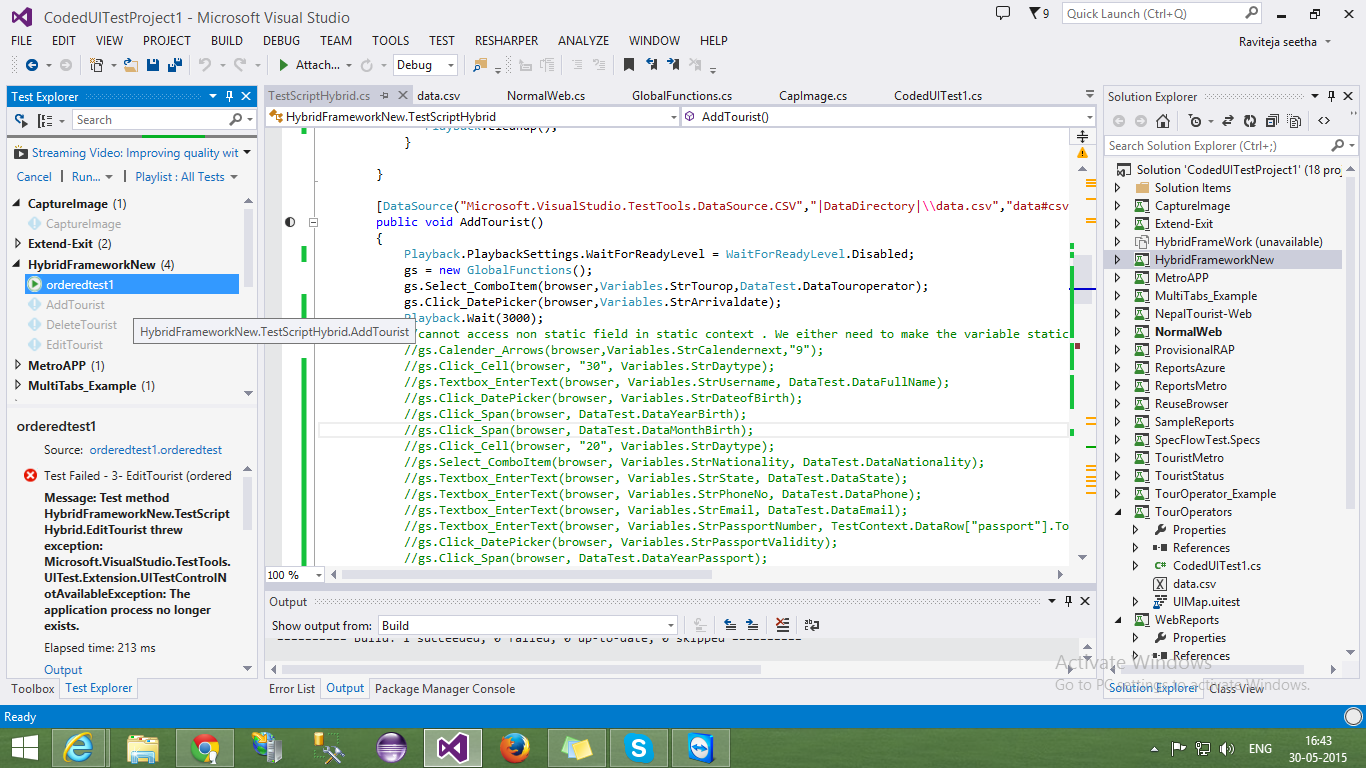 CodedUITestProject1 - Microsoft Visual Studio
9
Quick Launch (Ctrl+Q)
FILE EDIT VIEW PROJECT BUILD DEBUG TEAM TOOLS TEST RESHARPER ANALYZE WINDOW HELP
Raviteja seetha
Attach... Debug
Test Explorer
Search
Streaming Video: Improving quality wit
Cancel | Run... | Playlist : All Tests
CaptureImage (1)
CaptureImage
Extend-Exit (2)
HybridFrameworkNew (4)
orderedtest1
AddTourist
DeleteTourist
EditTourist
MetroAPP (1)
MultiTabs_Example (1)
HybridFrameworkNew.TestScriptHybrid.AddTourist
orderedtest1
Source: orderedtest1.orderedtest
Test Failed - 3- EditTourist (ordered
Message: Test method
HybridFrameworkNew.TestScript
Hybrid.EditTourist threw
exception:
Microsoft.VisualStudio.TestTools.
UITest.Extension.UITestControlN
otAvailableException: The
application process no longer
exists.
Elapsed time: 213 ms
Output
Toolbox Test Explorer
TestScriptHybrid.cs data.csv NormalWeb.cs GlobalFunctions.cs CapImage.cs CodedUITest1.cs
HybridFrameworkNew.TestScriptHybrid AddTourist()
Playback.Cleanup();
}
}
[DataSource("Microsoft.VisualStudio.TestTools.DataSource.CSV","|DataDirectory|\\data.csv","data#csv
public void AddTourist()
{
Playback.PlaybackSettings.WaitForReadyLevel = WaitForReadyLevel.Disabled;
gs = new GlobalFunctions();
gs.Select_ComboItem(browser,Variables.StrTourop,DataTest.DataTouroperator);
gs.Click_DatePicker(browser,Variables.StrArrivaldate);
Playback.Wait(3000);
cannot access non static field in static context . We either need to make the variable static
//gs.Calender_Arrows(browser,Variables.StrCalendernext,"9");
//gs.Click_Cell(browser, "30", Variables.StrDaytype);
//gs.Textbox_EnterText(browser, Variables.StrUsername, DataTest.DataFullName);
//gs.Click_DatePicker(browser, Variables.StrDateofBirth);
//gs.Click_Span(browser, DataTest.DataYearBirth);
//gs.Click_Span(browser, DataTest.DataMonthBirth);
//gs.Click_Cell(browser, "20", Variables.StrDaytype);
//gs.Select_ComboItem(browser, Variables.StrNationality, DataTest.DataNationality);
//gs.Textbox_EnterText(browser, Variables.StrState, DataTest.DataState);
//gs.Textbox_EnterText(browser, Variables.StrPhoneNo, DataTest.DataPhone);
//gs.Textbox_EnterText(browser, Variables.StrEmail, DataTest.DataEmail);
//gs.Textbox_EnterText(browser, Variables.StrPassportNumber, TestContext.DataRow["passport"].To
//gs.Click_DatePicker(browser, Variables.StrPassportValidity);
//gs.Click_Span(browser, DataTest.DataYearPassport);
100 %
Output
Show output from: Build
========== Build: 1 succeeded, 0 failed, 0 up-to-date, 0 skipped ==========
Error List Output Package Manager Console
Solution Explorer
Search Solution Explorer (Ctrl+;)
Solution 'CodedUITestProject1' (18 proj
Solution Items
CaptureImage
Extend-Exit
HybridFrameWork (unavailable)
HybridFrameworkNew
MetroAPP
MultiTabs_Example
NepalTourist-Web
NormalWeb
ProvisionalRAP
ReportsAzure
ReportsMetro
ReuseBrowser
SampleReports
SpecFlowTest.Specs
TouristMetro
TouristStatus
TourOperator_Example
TourOperators
Properties
References
CodedUITest1.cs
data.csv
UIMap.uitest
WebReports
Properties
References
Activate Windows
Go to PC settings to activate Windows.
Solution Explorer Class View
Ready
ENG
16:43
30-05-2015